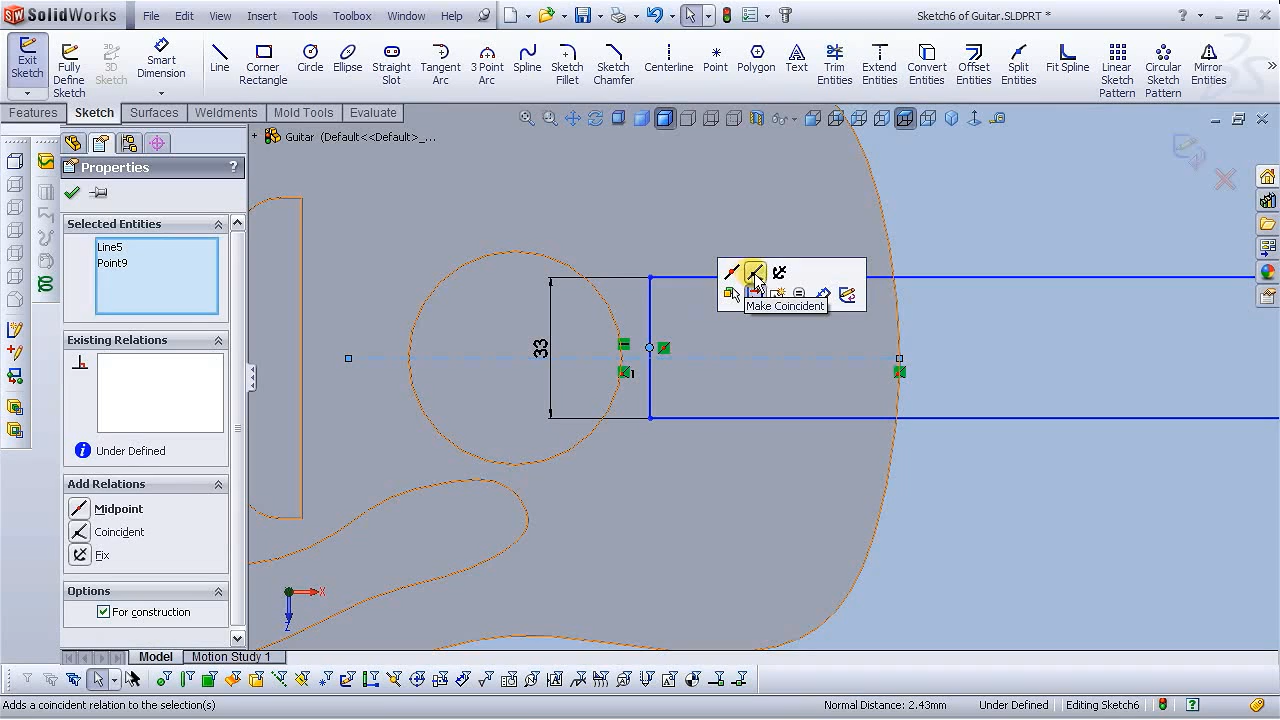 SolidWorks File Edit View Insert Tools Toolbox Window Help Sketch6 of Guitar.SLDPRT *
Exit Sketch Fully Define Sketch 3D Sketch Smart Dimension Line Corner Rectangle Circle Ellipse Straight Slot Tangent Arc 3 Point Arc Spline Sketch Fillet Sketch Chamfer Centerline Point Polygon Text Trim Entities Extend Entities Convert Entities Offset Entities Split Entities Fit Spline Linear Sketch Pattern Circular Sketch Pattern Mirror Entities
Features Sketch Surfaces Weldments Mold Tools Evaluate
Guitar (Default<<Default>_...
Properties ?
Selected Entities
Line5
Point9
Make Coincident
Existing Relations
33
1
Under Defined
Add Relations
Midpoint
Coincident
Fix
Options
For construction
X
Z
Model Motion Study 1
Adds a coincident relation to the selection(s) Normal Distance: 2.43mm Under Defined Editing Sketch6